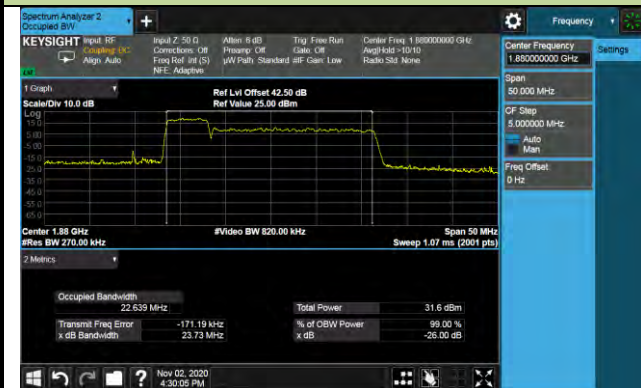 Spectrum Analyzer 2
Occupied BW
+
Frequency
KEYSIGHT Input: RF
Coupling: DC
Align: Auto
Input Z: 50 Ω
Corrections: Off
Freq Ref: Int (S)
NFE: Adaptive
Atten: 6 dB
Preamp: Off
µW Path: Standard
Trig: Free Run
Gate: Off
#IF Gain: Low
Center Freq: 1.880000000 GHz
Avg|Hold:>10/10
Radio Std: None
Center Frequency
1.880000000 GHz
Settings
Span
50.000 MHz
CF Step
5.000000 MHz
Auto
Man
Freq Offset
0 Hz
1 Graph
Scale/Div 10.0 dB
Ref Lvl Offset 42.50 dB
Ref Value 25.00 dBm
Log
15.0
5.00
-5.00
-15.0
-25.0
-35.0
-45.0
-55.0
-65.0
Center 1.88 GHz
#Res BW 270.00 kHz
#Video BW 820.00 kHz
Span 50 MHz
Sweep 1.07 ms (2001 pts)
2 Metrics
Occupied Bandwidth
22.639 MHz
Total Power 31.6 dBm
Transmit Freq Error -171.19 kHz
% of OBW Power 99.00 %
x dB Bandwidth 23.73 MHz
x dB -26.00 dB
?
Nov 02, 2020
4:30:05 PM